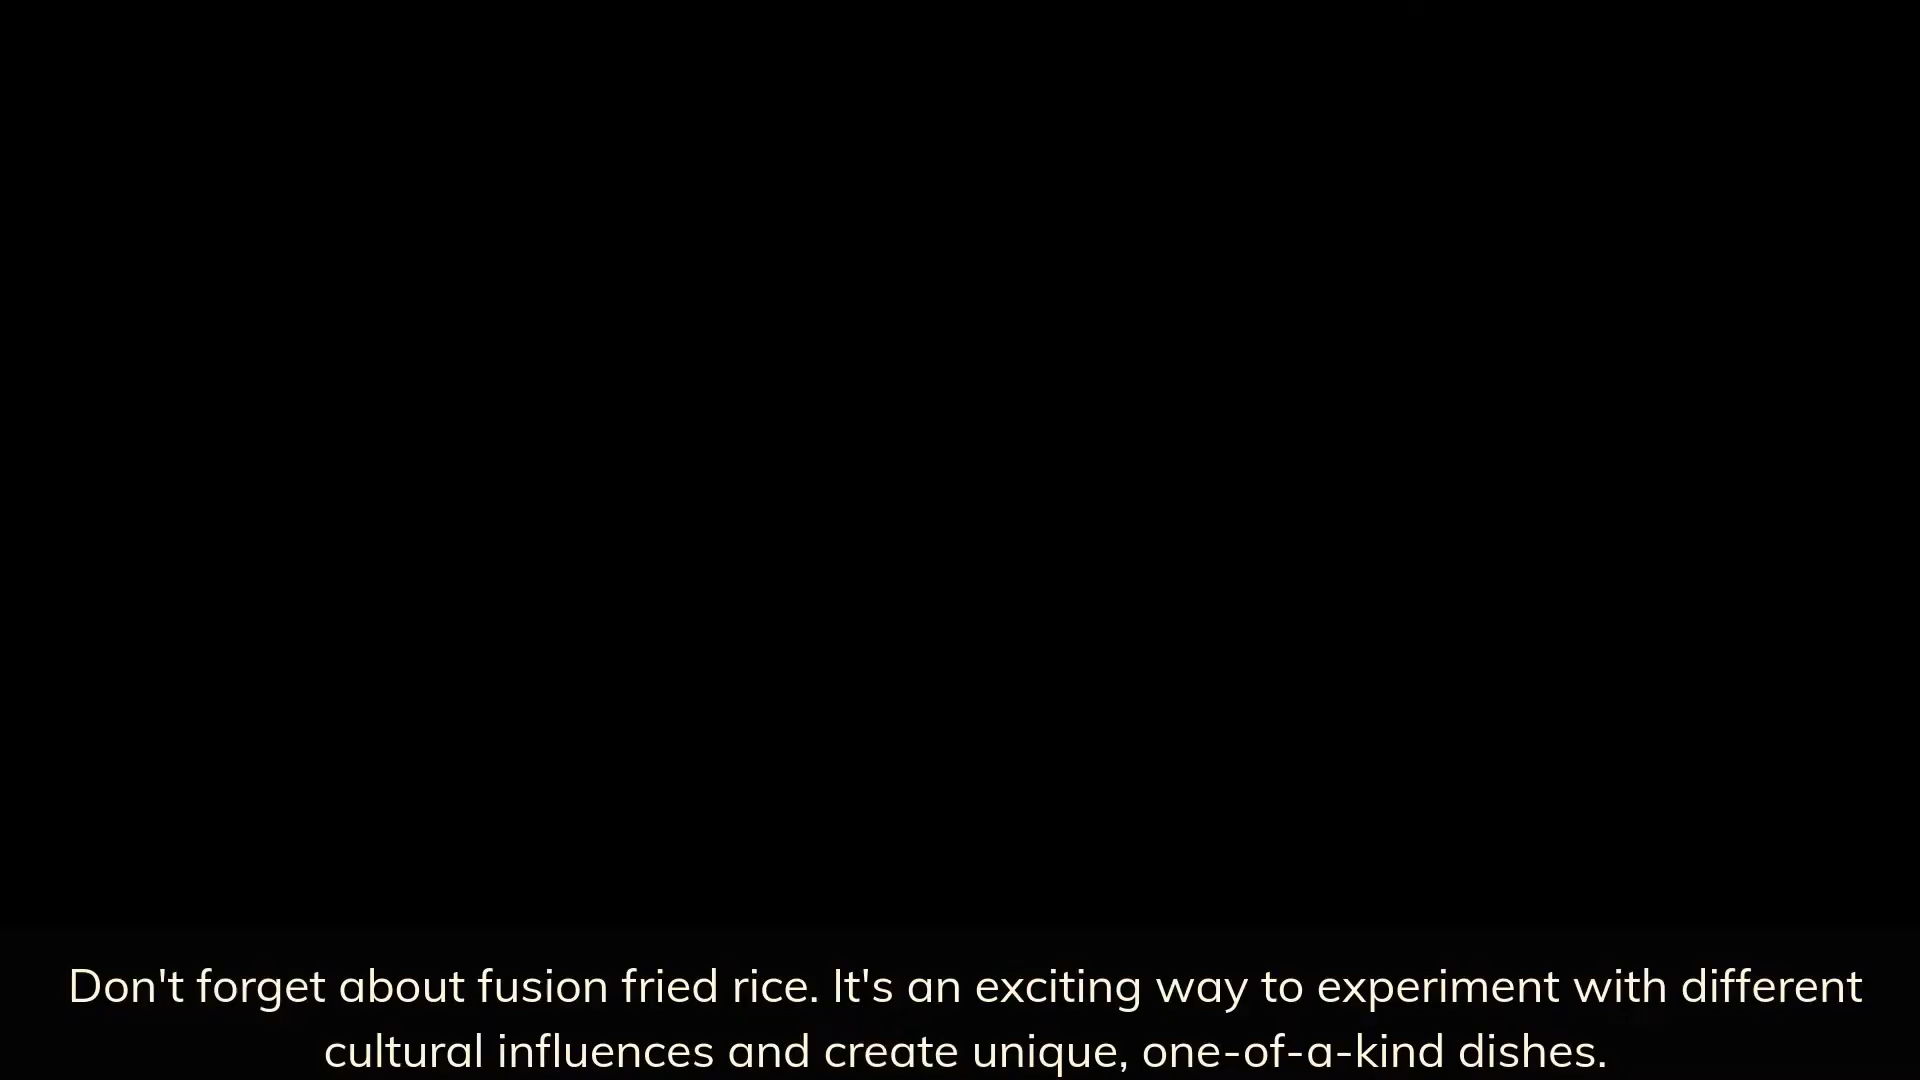 Don't forget about fusion fried rice. It's an exciting way to experiment with different
cultural influences and create unique, one-of-a-kind dishes.